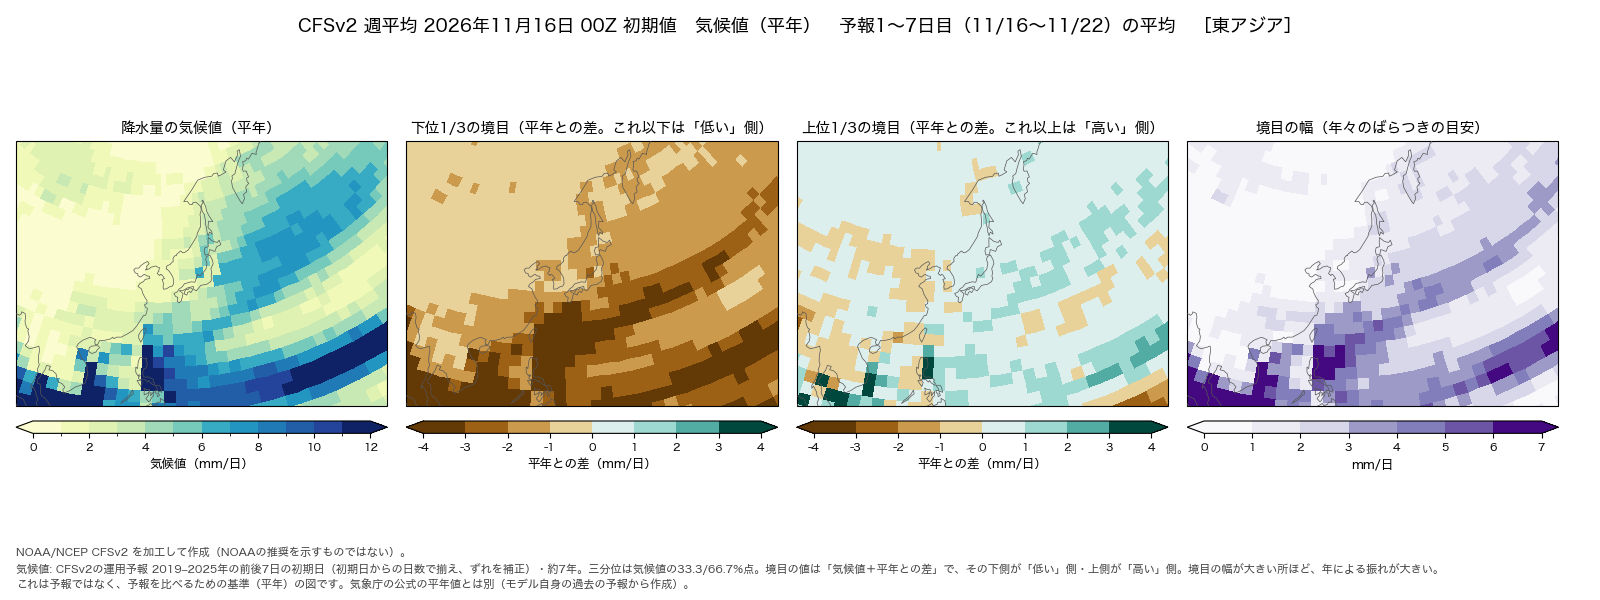 CFSv2 週平均 2026年11月16日 00Z 初期値　気候値（平年）　予報1〜7日目（11/16〜11/22）の平均　［東アジア］
降水量の気候値（平年）
下位1/3の境目（平年との差。これ以下は「低い」側）
上位1/3の境目（平年との差。これ以上は「高い」側）
境目の幅（年々のばらつきの目安）
0 2 4 6 8 10 12
気候値（mm/日）
-4 -3 -2 -1 0 1 2 3 4
平年との差（mm/日）
-4 -3 -2 -1 0 1 2 3 4
平年との差（mm/日）
0 1 2 3 4 5 6 7
mm/日
NOAA/NCEP CFSv2 を加工して作成（NOAAの推奨を示すものではない）。
気候値: CFSv2の運用予報 2019–2025年の前後7日の初期日（初期日からの日数で揃え、ずれを補正）・約7年。三分位は気候値の33.3/66.7%点。境目の値は「気候値＋平年との差」で、その下側が「低い」側・上側が「高い」側。境目の幅が大きい所ほど、年による振れが大きい。
これは予報ではなく、予報を比べるための基準（平年）の図です。気象庁の公式の平年値とは別（モデル自身の過去の予報から作成）。